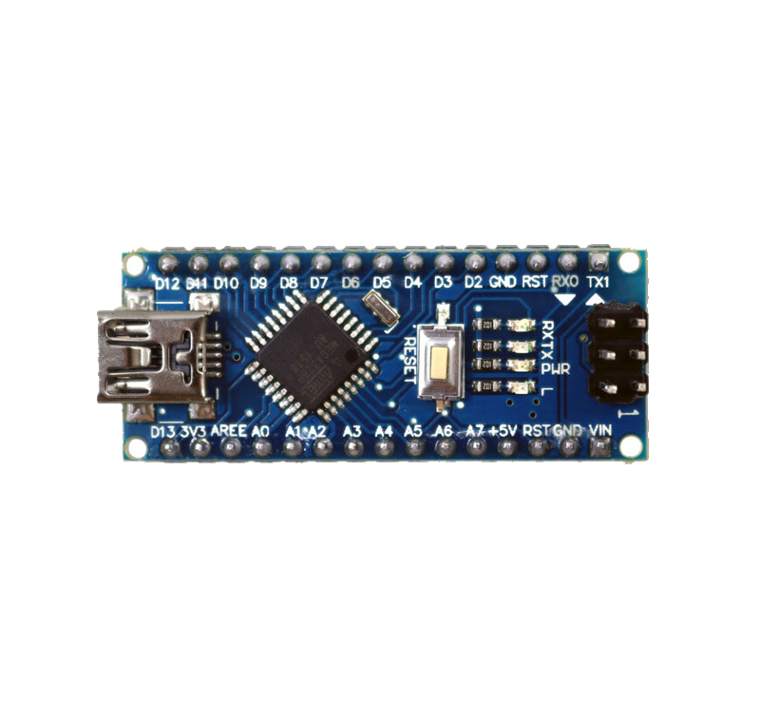 D12 D11 D10 D9 D8 D7 D6 D5 D4 D3 D2 GND RST RX0 TX1
RESET
RX
TX
PWR
L
1
D13 3V3 AREE A0 A1 A2 A3 A4 A5 A6 A7 +5V RST GND VIN